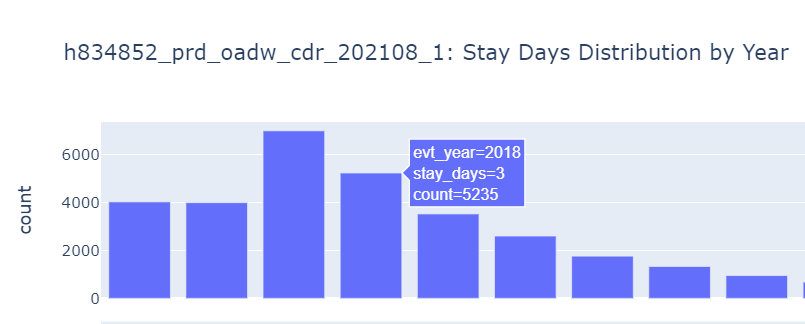 h834852_prd_oadw_cdr_202108_1: Stay Days Distribution by Year
evt_year=2018
stay_days=3
count=5235
6000
4000
2000
0
count